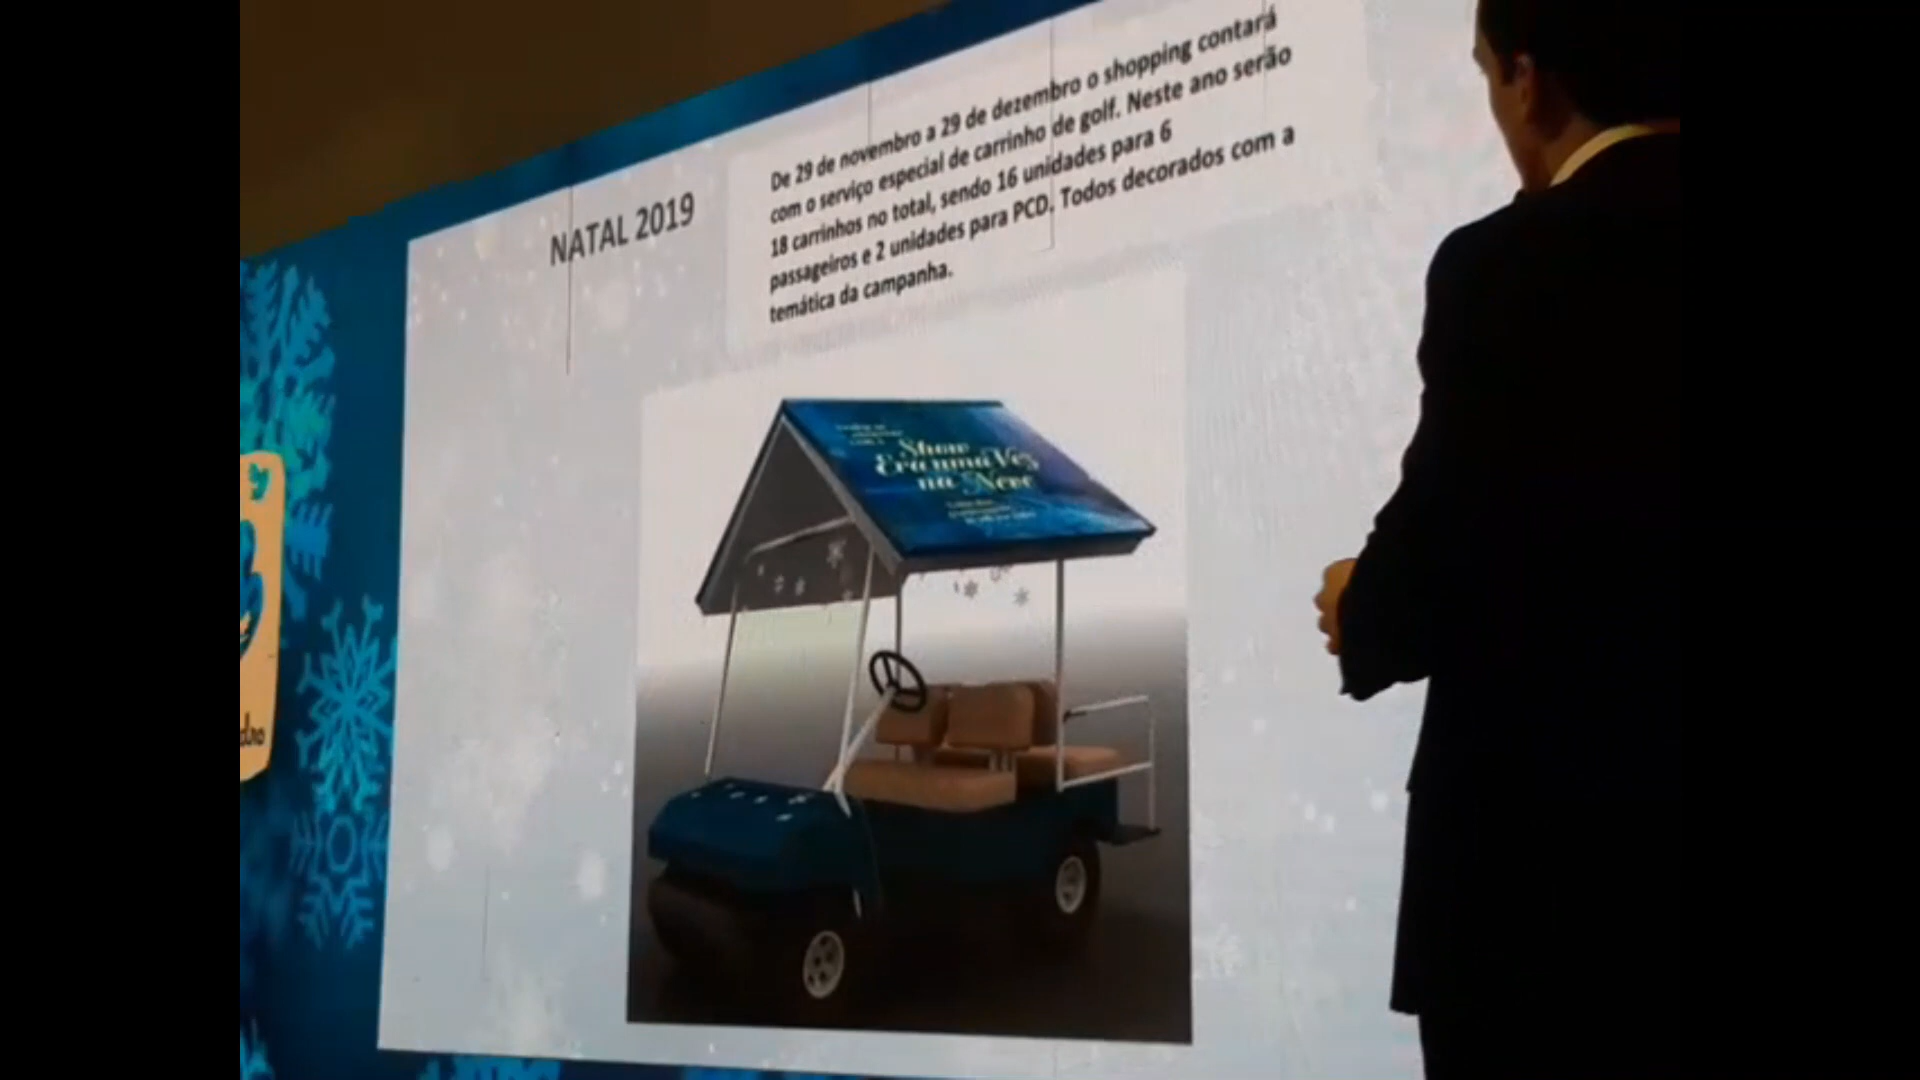 NATAL 2019
De 29 de novembro a 29 de dezembro o shopping contará
com o serviço especial de carrinho de golf. Neste ano serão
18 carrinhos no total, sendo 16 unidades para 6
passageiros e 2 unidades para PCD. Todos decorados com a
temática da campanha.
Show
Era uma Vez
na Neve